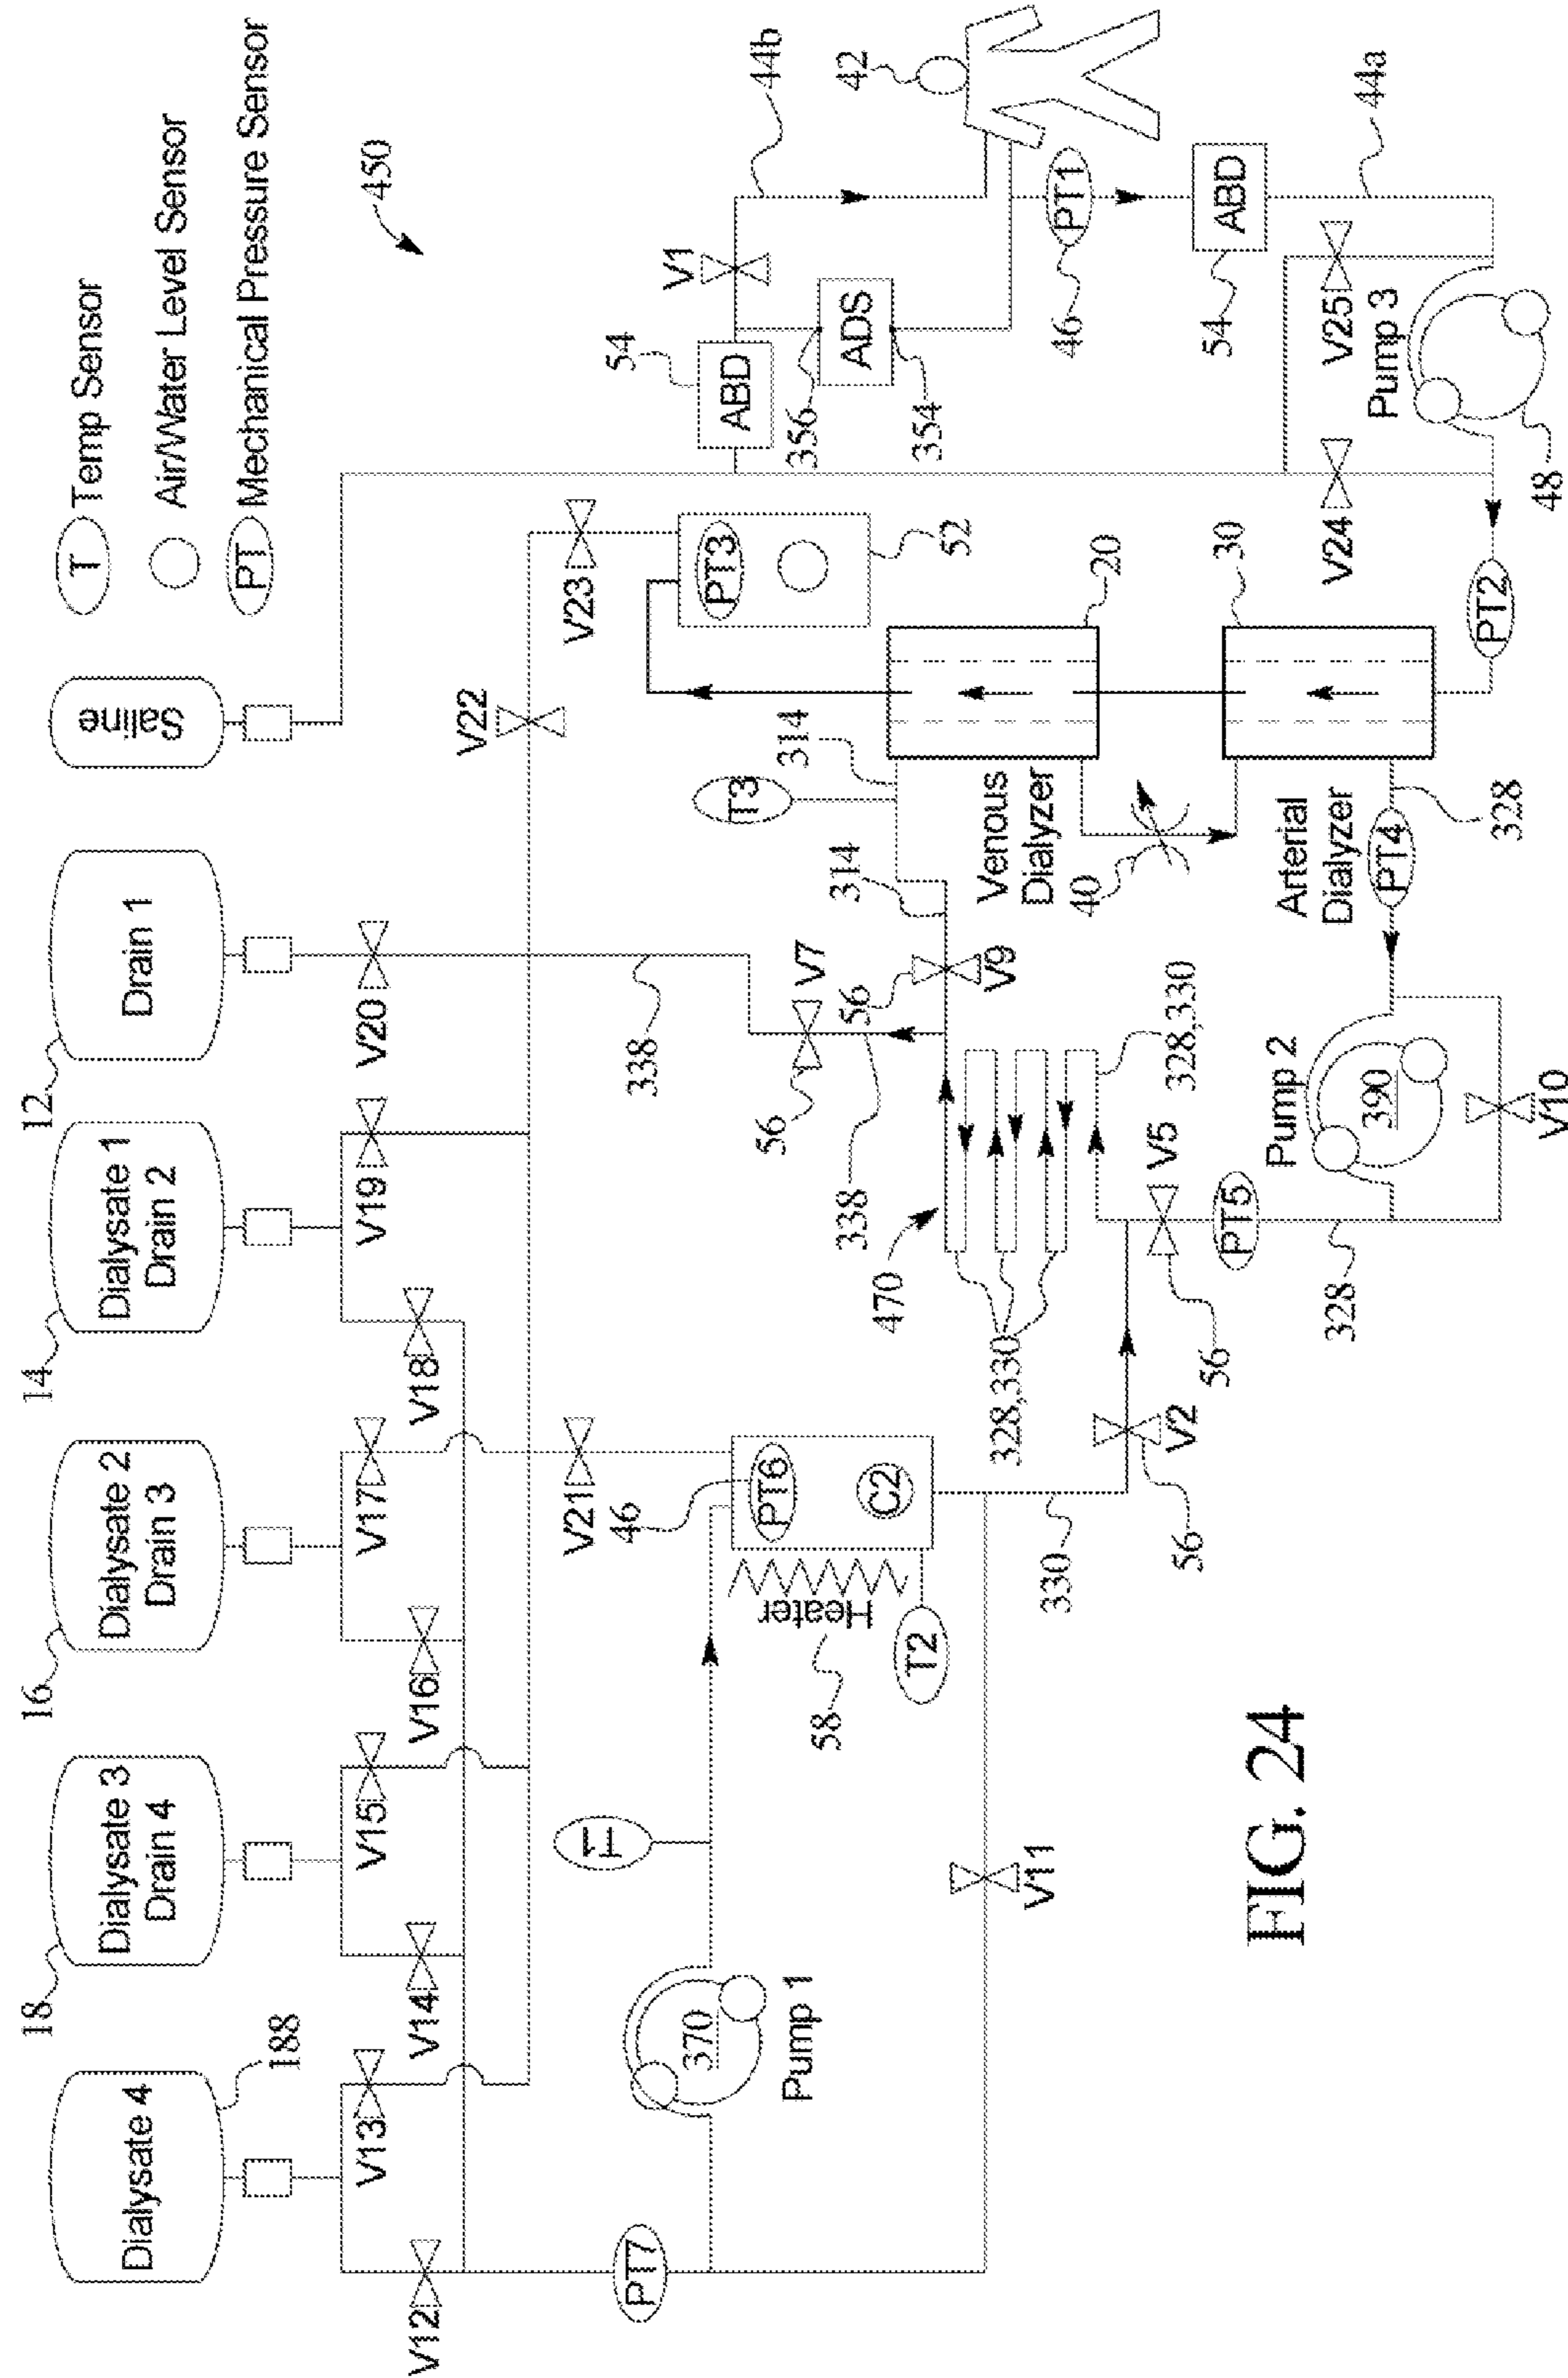 T Temp Sensor
Air/Water Level Sensor
PT Mechanical Pressure Sensor
450
18
16
14
12
Dialysate 4
Dialysate 3
Drain 4
Dialysate 2
Drain 3
Dialysate 1
Drain 2
Drain 1
Saline
188
V13
V15
V17
V19
V20
V12
V14
V16
V18
V22
V23
PT7
T1
V21
46
PT6
C2
Heater
58
T2
370
Pump 1
V11
330
V2
56
338
V7
56
338
56
V9
470
328,330
328,330
V5
56
PT5
328
Pump 2
390
V10
314
314
T3
PT3
52
20
Venous
Dialyzer
40
30
Arterial
Dialyzer
PT4
328
PT2
V24
V25
Pump 3
48
54
ABD
V1
44b
356
ADS
354
42
46
PT1
54
ABD
44a
FIG. 24